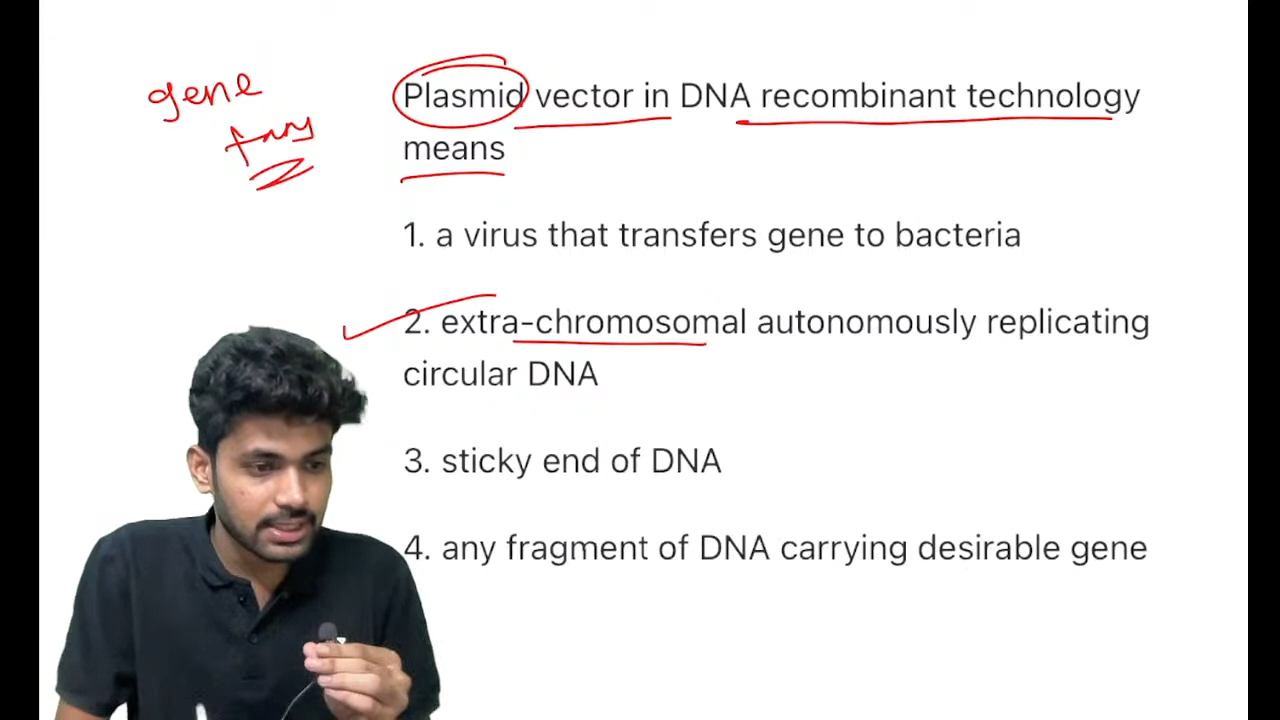 gene
Plasmid vector in DNA recombinant technology
means
1. a virus that transfers gene to bacteria
2. extra-chromosomal autonomously replicating
circular DNA
3. sticky end of DNA
4. any fragment of DNA carrying desirable gene